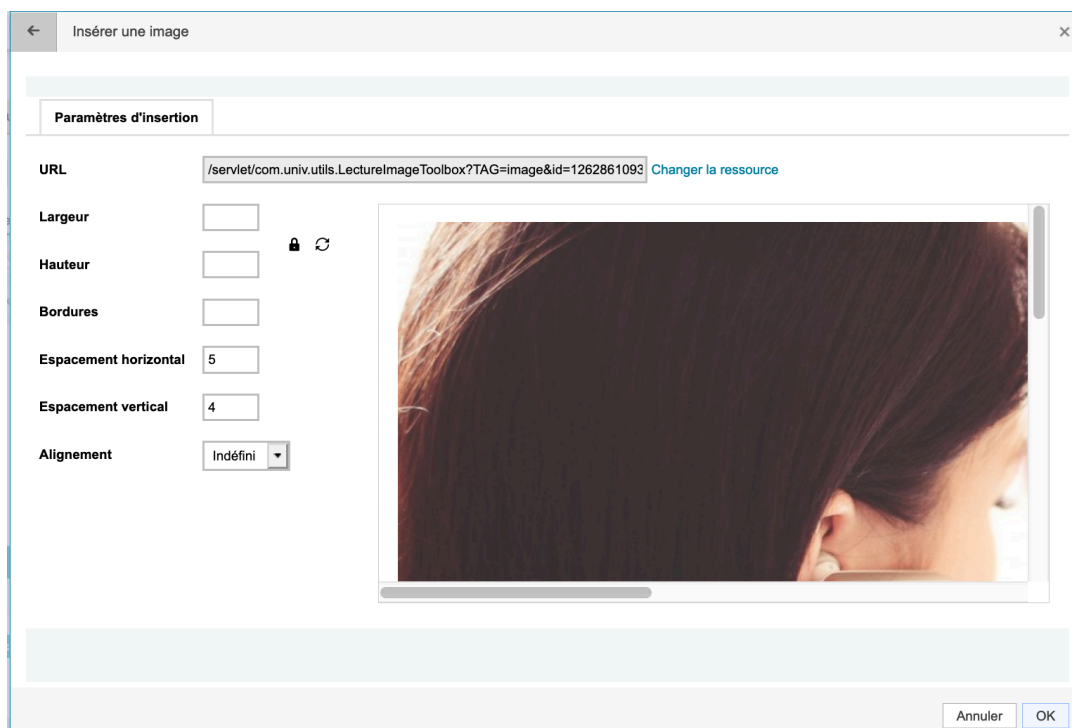 Insérer une image
Paramètres d'insertion
URL /servlet/com.univ.utils.LectureImageToolbox?TAG=image&id=1262861093 Changer la ressource
Largeur
Hauteur
Bordures
Espacement horizontal 5
Espacement vertical 4
Alignement Indéfini
Annuler OK